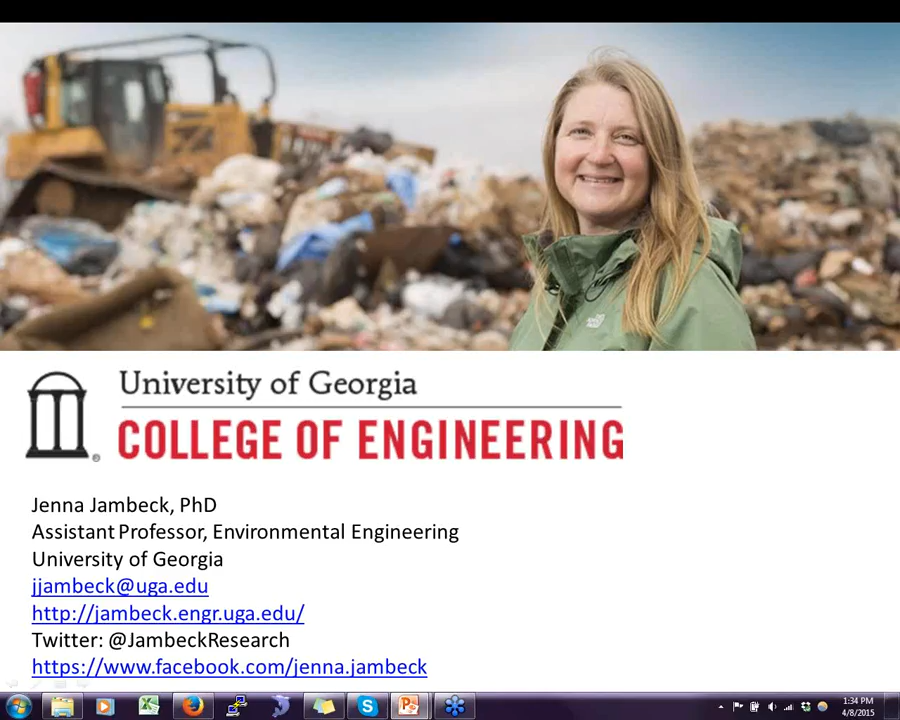 University of Georgia
COLLEGE OF ENGINEERING
Jenna Jambeck, PhD
Assistant Professor, Environmental Engineering
University of Georgia
jjambeck@uga.edu
http://jambeck.engr.uga.edu/
Twitter: @JambeckResearch
https://www.facebook.com/jenna.jambeck
1:34 PM
4/8/2015